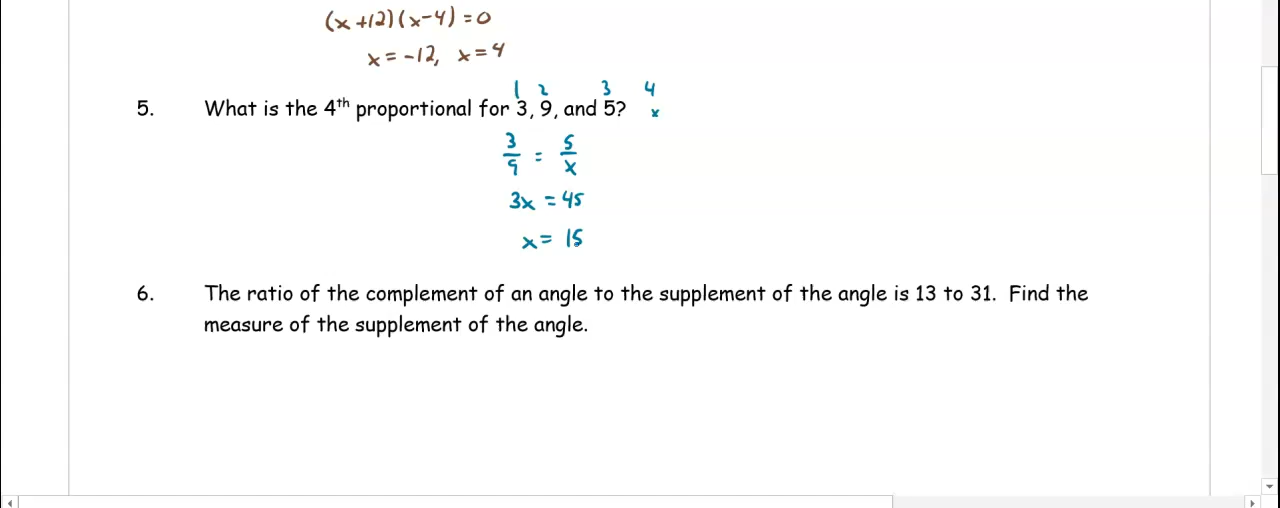 (x+12)(x-4)=0
x=-12, x=4
1 2 3 4
5. What is the 4th proportional for 3, 9, and 5? x
3/9 = 5/x
3x = 45
x = 15
6. The ratio of the complement of an angle to the supplement of the angle is 13 to 31. Find the
measure of the supplement of the angle.